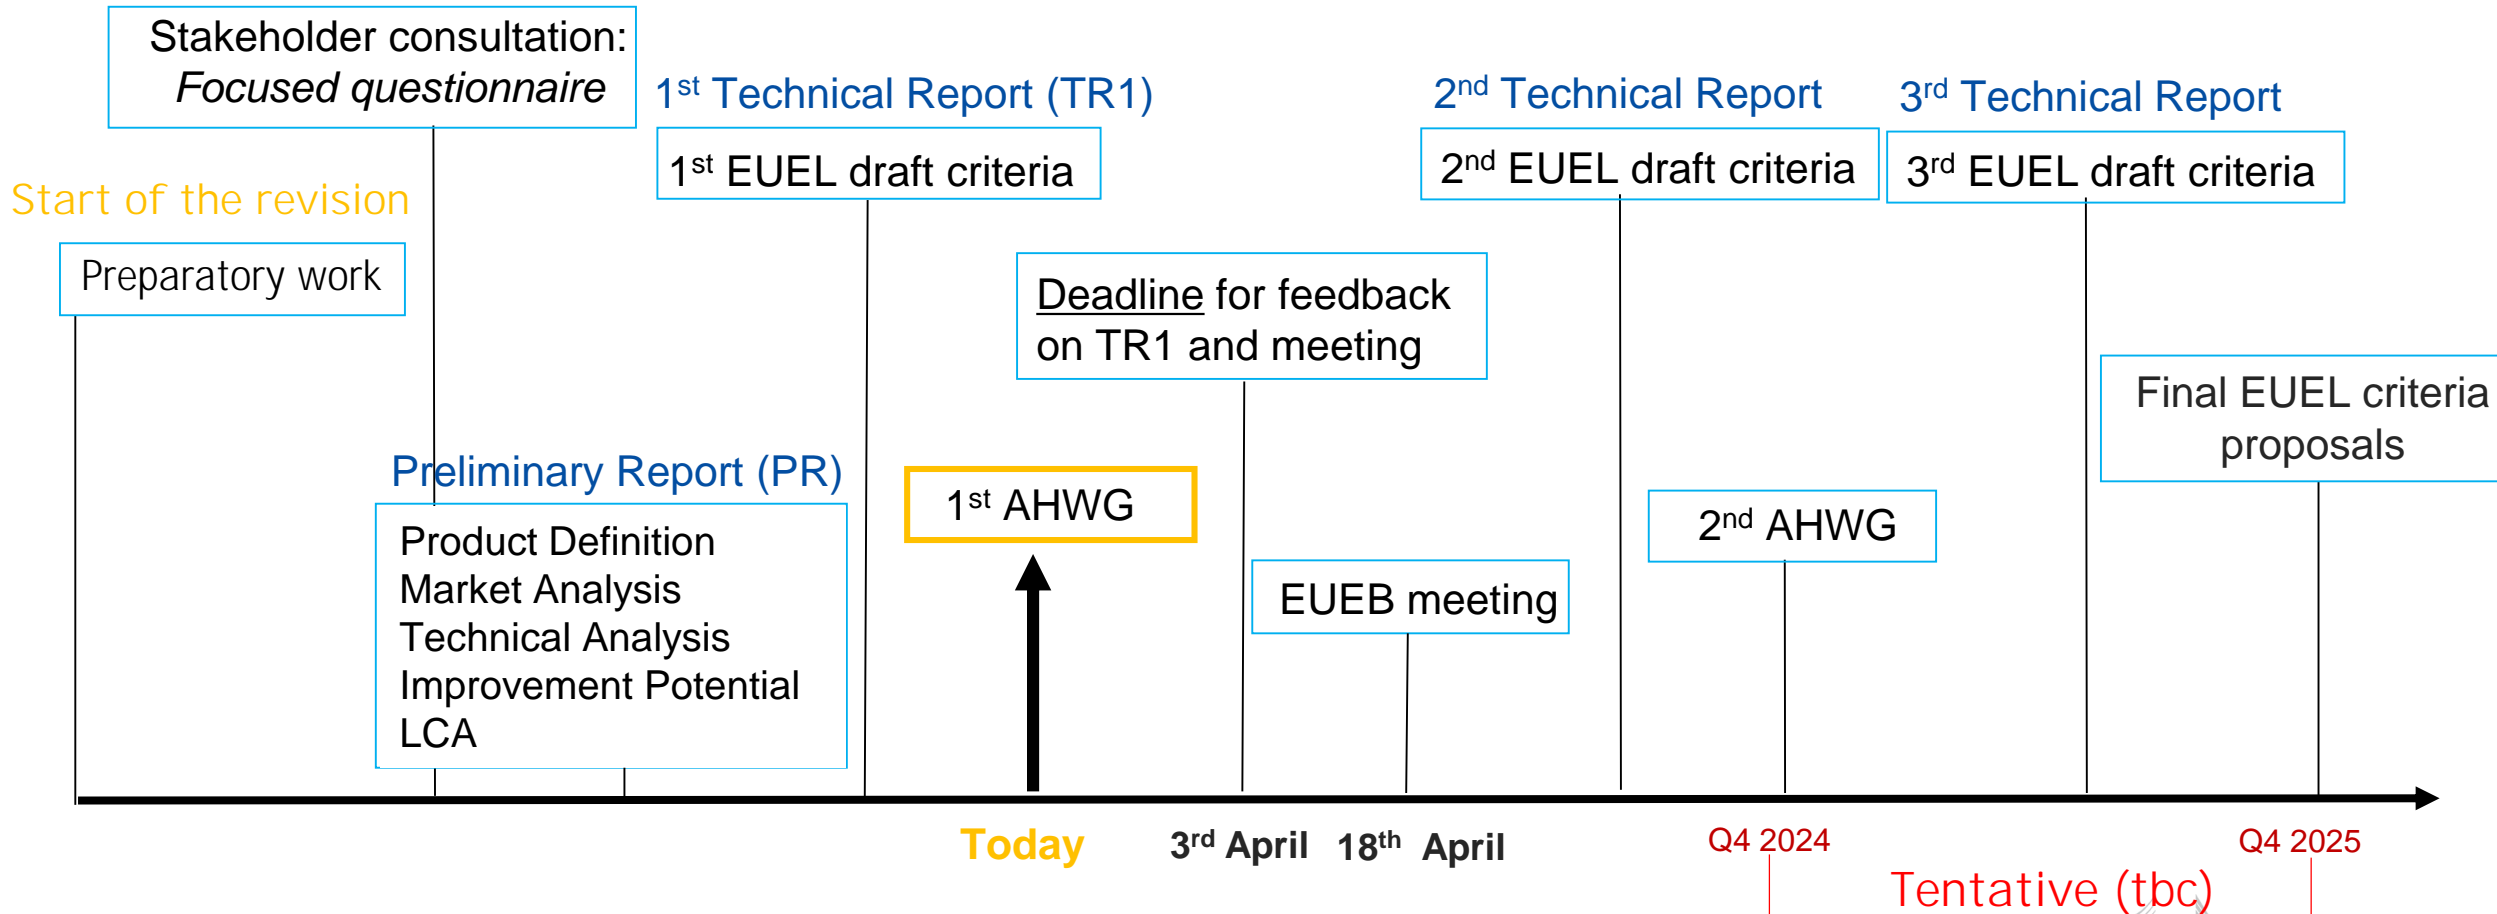 Stakeholder consultation:
Focused questionnaire
1st Technical Report (TR1)
1st EUEL draft criteria
2nd Technical Report
2nd EUEL draft criteria
3rd Technical Report
3rd EUEL draft criteria
Start of the revision
Preparatory work
Deadline for feedback
on TR1 and meeting
Final EUEL criteria
proposals
Preliminary Report (PR)
Product Definition
Market Analysis
Technical Analysis
Improvement Potential
LCA
1st AHWG
EUEB meeting
2nd AHWG
Today
3rd April
18th April
Q4 2024
Q4 2025
Tentative (tbc)